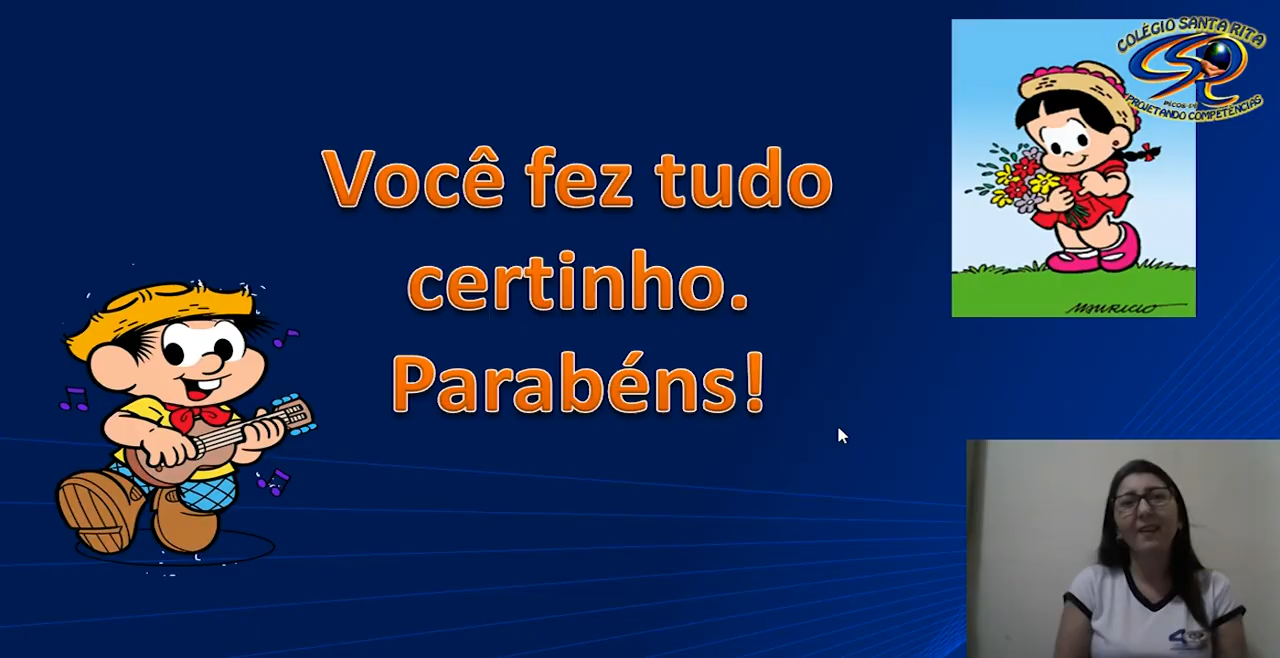 COLÉGIO SANTA RITA
PROJETANDO COMPETÊNCIAS
Você fez tudo
certinho.
Parabéns!
MAURICIO